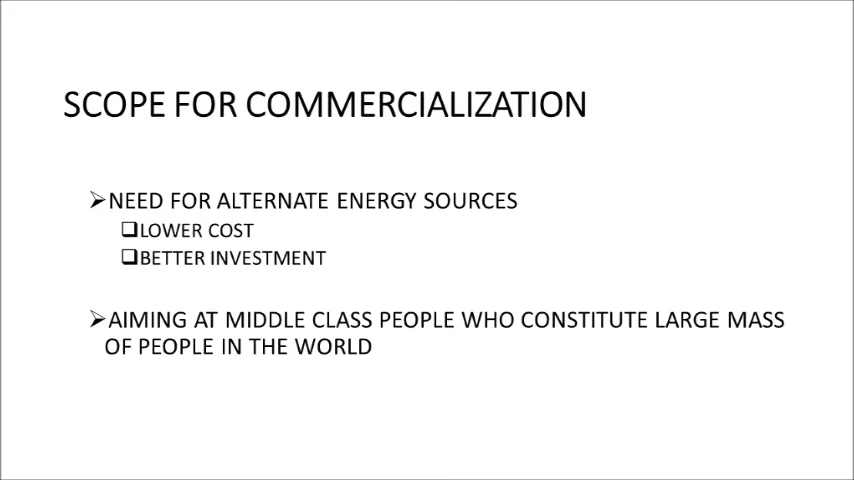 SCOPE FOR COMMERCIALIZATION
➢NEED FOR ALTERNATE ENERGY SOURCES
❑LOWER COST
❑BETTER INVESTMENT
➢AIMING AT MIDDLE CLASS PEOPLE WHO CONSTITUTE LARGE MASS
OF PEOPLE IN THE WORLD